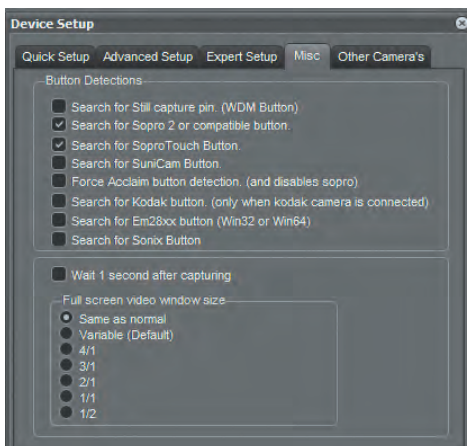 Device Setup
Quick Setup Advanced Setup Expert Setup Misc Other Camera's
Button Detections
Search for Still capture pin. (WDM Button)
Search for Sopro 2 or compatible button.
Search for SoproTouch Button.
Search for SuniCam Button.
Force Acclaim button detection. (and disables sopro)
Search for Kodak button. (only when kodak camera is connected)
Search for Em28xx button (Win32 or Win64)
Search for Sonix Button
Wait 1 second after capturing
Full screen video window size
Same as normal
Variable (Default)
4/1
3/1
2/1
1/1
1/2